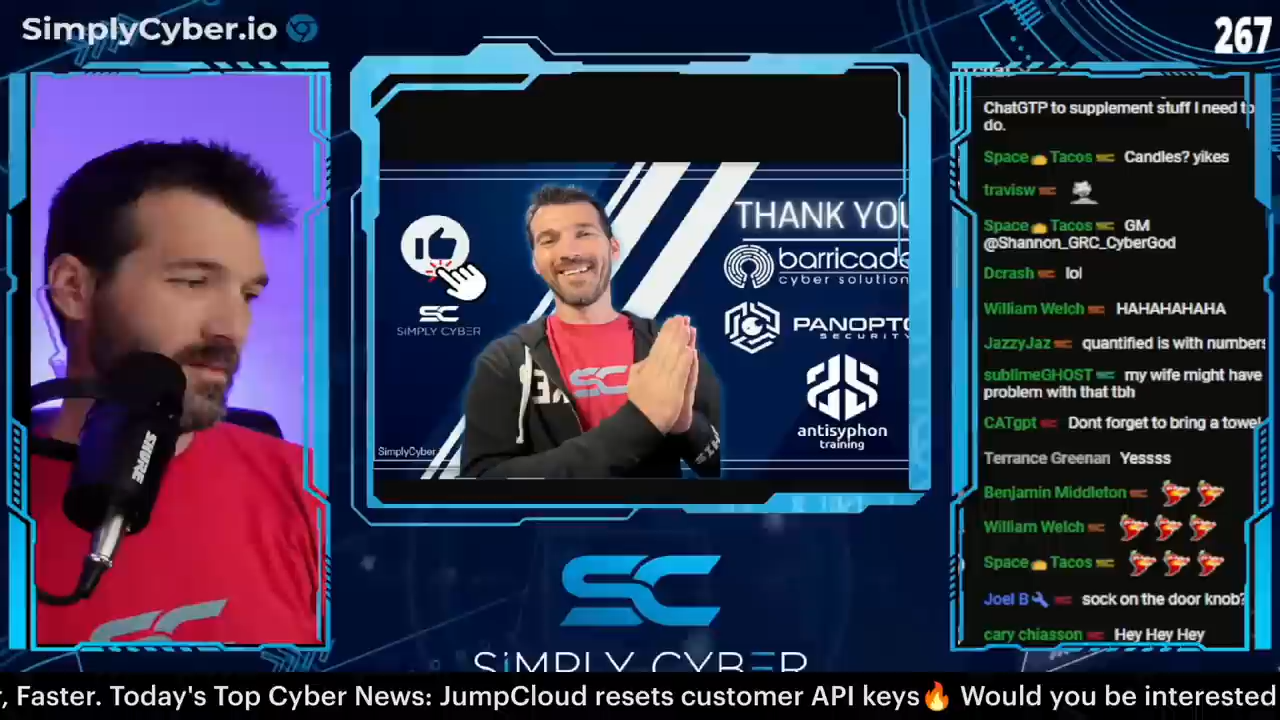 SimplyCyber.io
267
ChatGTP to supplement stuff I need to
do.
Space Tacos Candles? yikes
travisw
Space Tacos GM
@Shannon_GRC_CyberGod
Dcrash lol
William Welch HAHAHAHAHA
JazzyJaz quantified is with numbers
sublimeGHOST my wife might have
problem with that tbh
CATgpt Dont forget to bring a towel
Terrance Greenan Yessss
Benjamin Middleton
William Welch
Space Tacos
Joel B sock on the door knob?
cary chiasson Hey Hey Hey
THANK YOU
barricade
cyber solution
PANOPTO
SECURITY
antisyphon
training
SC
SIMPLY CYBER
SC
SimplyCyber
SHURE
SC
SIMPLY CYBER
, Faster. Today's Top Cyber News: JumpCloud resets customer API keys🔥 Would you be interested